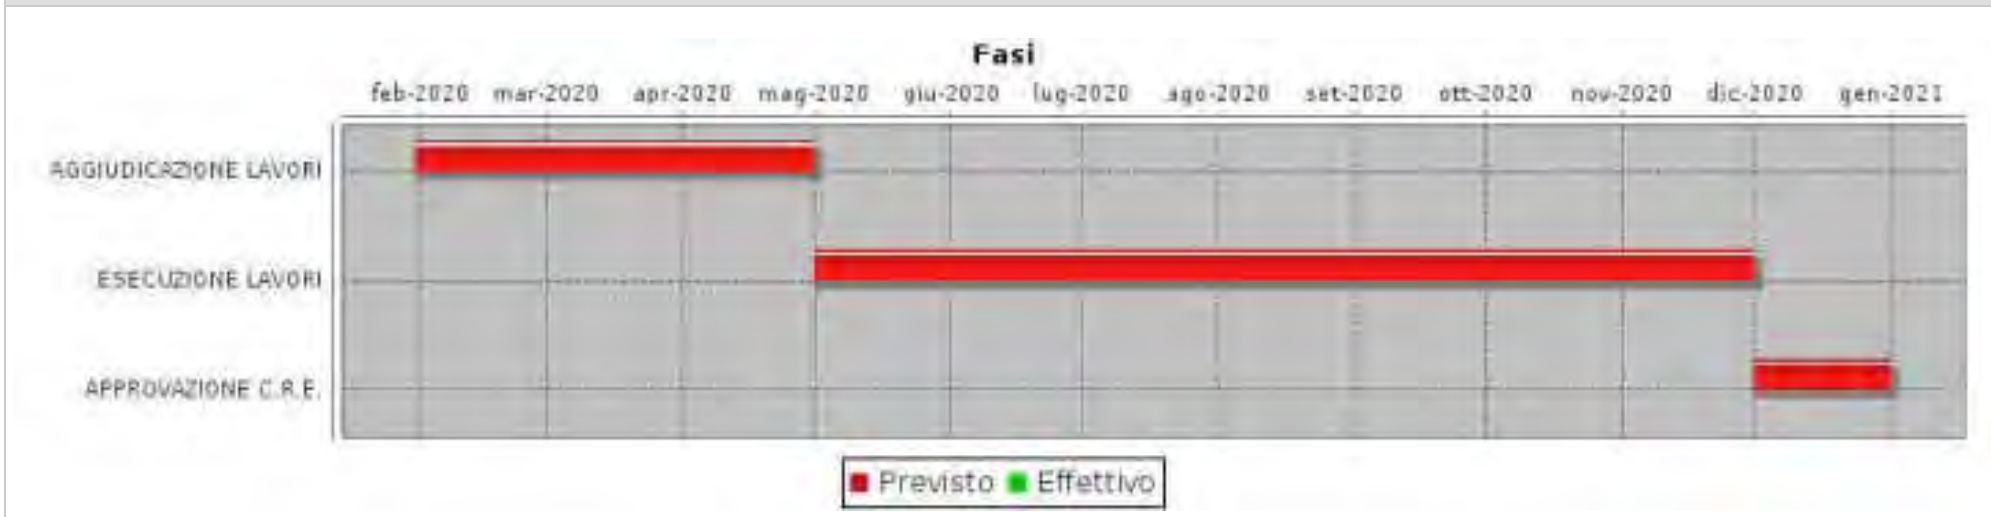 Fasi
feb-2020 mar-2020 apr-2020 mag-2020 giu-2020 lug-2020 ago-2020 set-2020 ott-2020 nov-2020 dic-2020 gen-2021
AGGIUDICAZIONE LAVORI
ESECUZIONE LAVORI
APPROVAZIONE C.R.E.
Previsto Effettivo